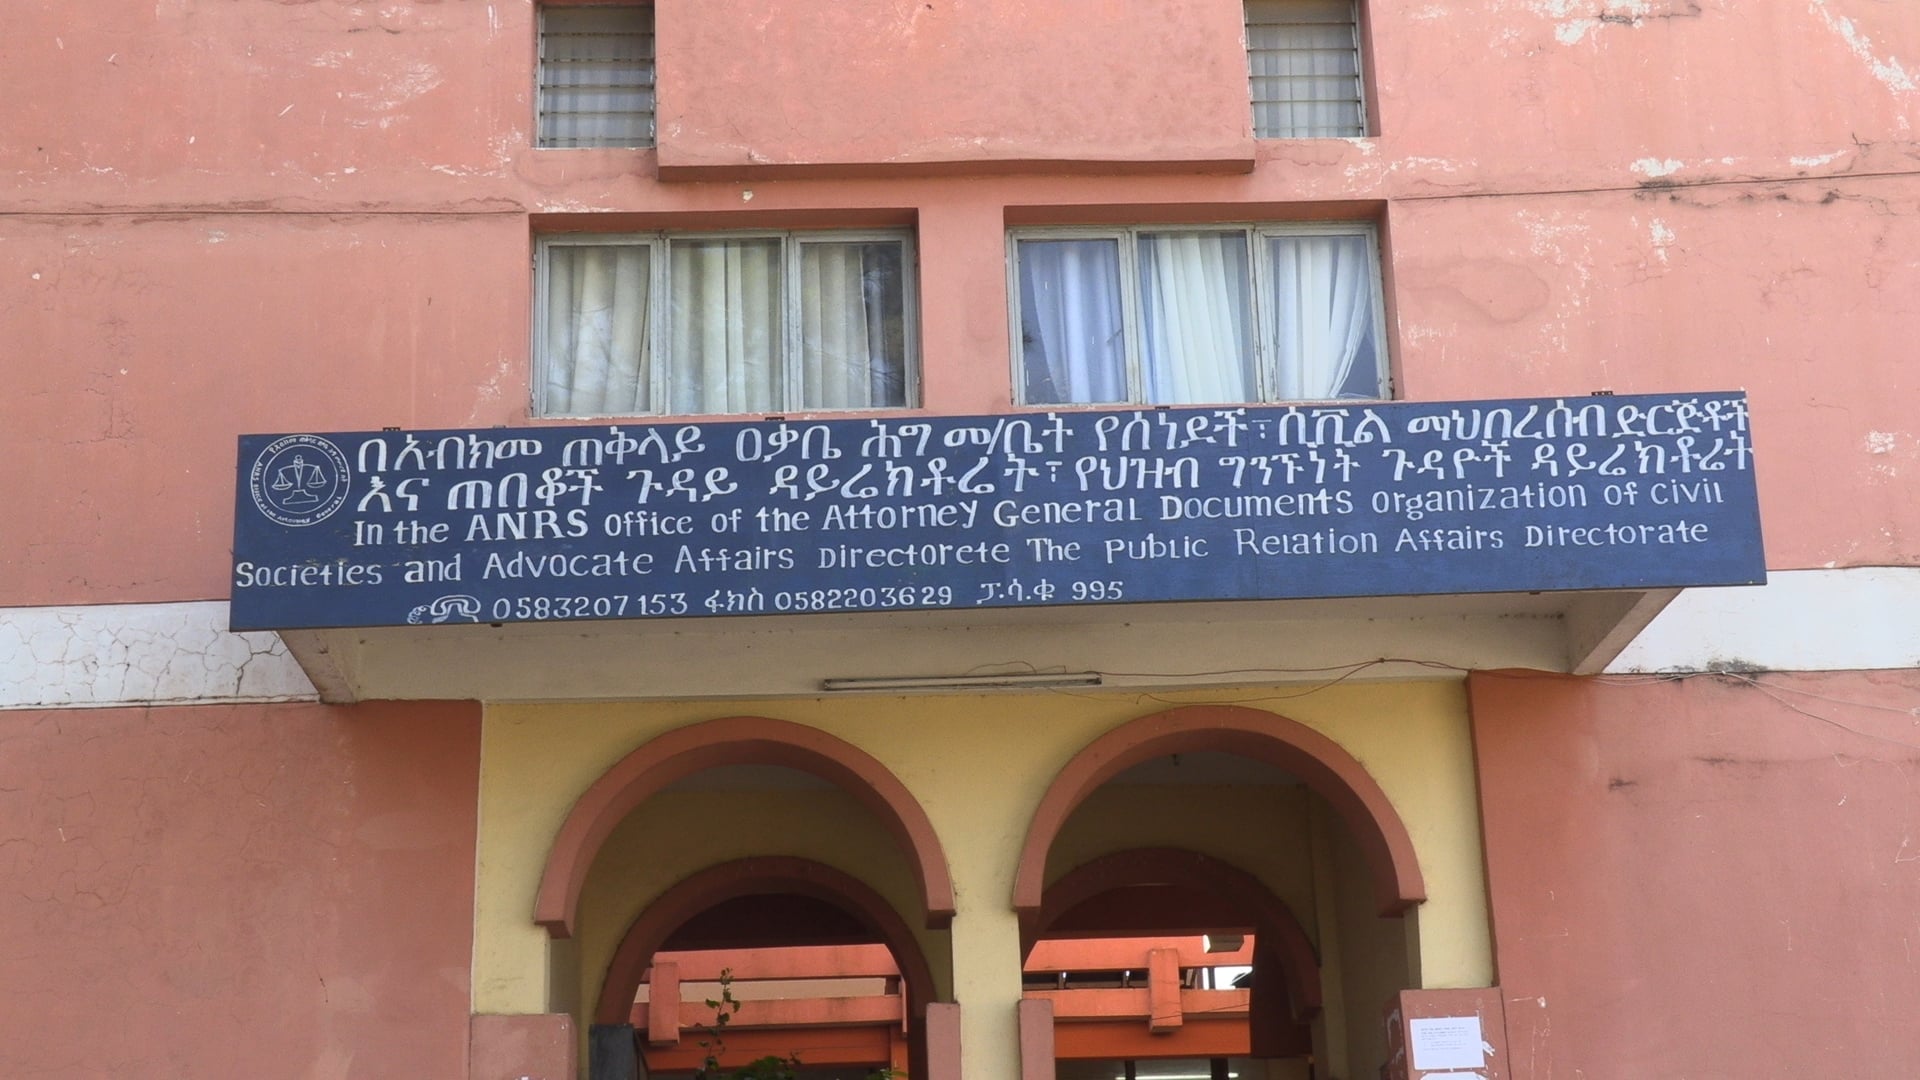 በአብክመ ጠቅላይ ዐቃቤ ሕግ መ/ቤት የሰነዶች፣ ሲቪል ማህበረሰብ ድርጅቶች
እና ጠበቆች ጉዳይ ዳይሬክቶሬት፣ የህዝብ ግንኙነት ጉዳዮች ዳይሬክቶሬት
In the ANRS office of the Attorney General Documents organization of civil
Societies and Advocate Affairs Directorete The Public Relation Affairs Directorate
0583207153 ፋክስ 0582203629 ፓ.ሳ.ቁ 995